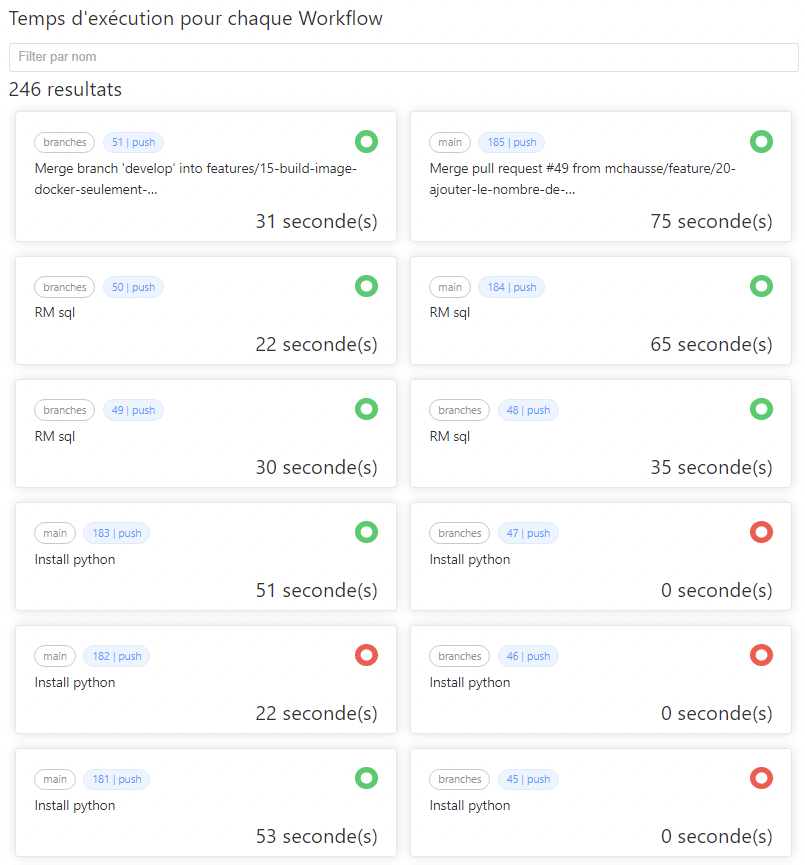 Temps d'exécution pour chaque Workflow
Filter par nom
246 resultats
branches 51 | push
Merge branch 'develop' into features/15-build-image-
docker-seulement-...
31 seconde(s)
main 185 | push
Merge pull request #49 from mchausse/feature/20-
ajouter-le-nombre-de-...
75 seconde(s)
branches 50 | push
RM sql
22 seconde(s)
main 184 | push
RM sql
65 seconde(s)
branches 49 | push
RM sql
30 seconde(s)
branches 48 | push
RM sql
35 seconde(s)
main 183 | push
Install python
51 seconde(s)
branches 47 | push
Install python
0 seconde(s)
main 182 | push
Install python
22 seconde(s)
branches 46 | push
Install python
0 seconde(s)
main 181 | push
Install python
53 seconde(s)
branches 45 | push
Install python
0 seconde(s)